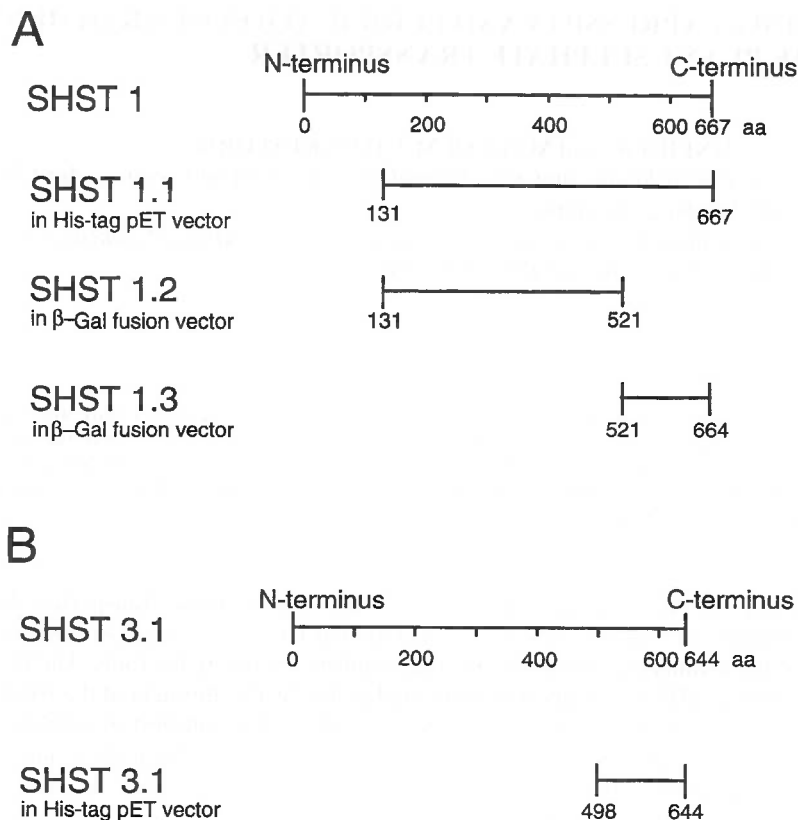 A
N-terminus C-terminus
SHST 1
0 200 400 600 667 aa
SHST 1.1
in His-tag pET vector
131 667
SHST 1.2
in β-Gal fusion vector
131 521
SHST 1.3
inβ-Gal fusion vector
521 664
B
N-terminus C-terminus
SHST 3.1
0 200 400 600 644 aa
SHST 3.1
in His-tag pET vector
498 644